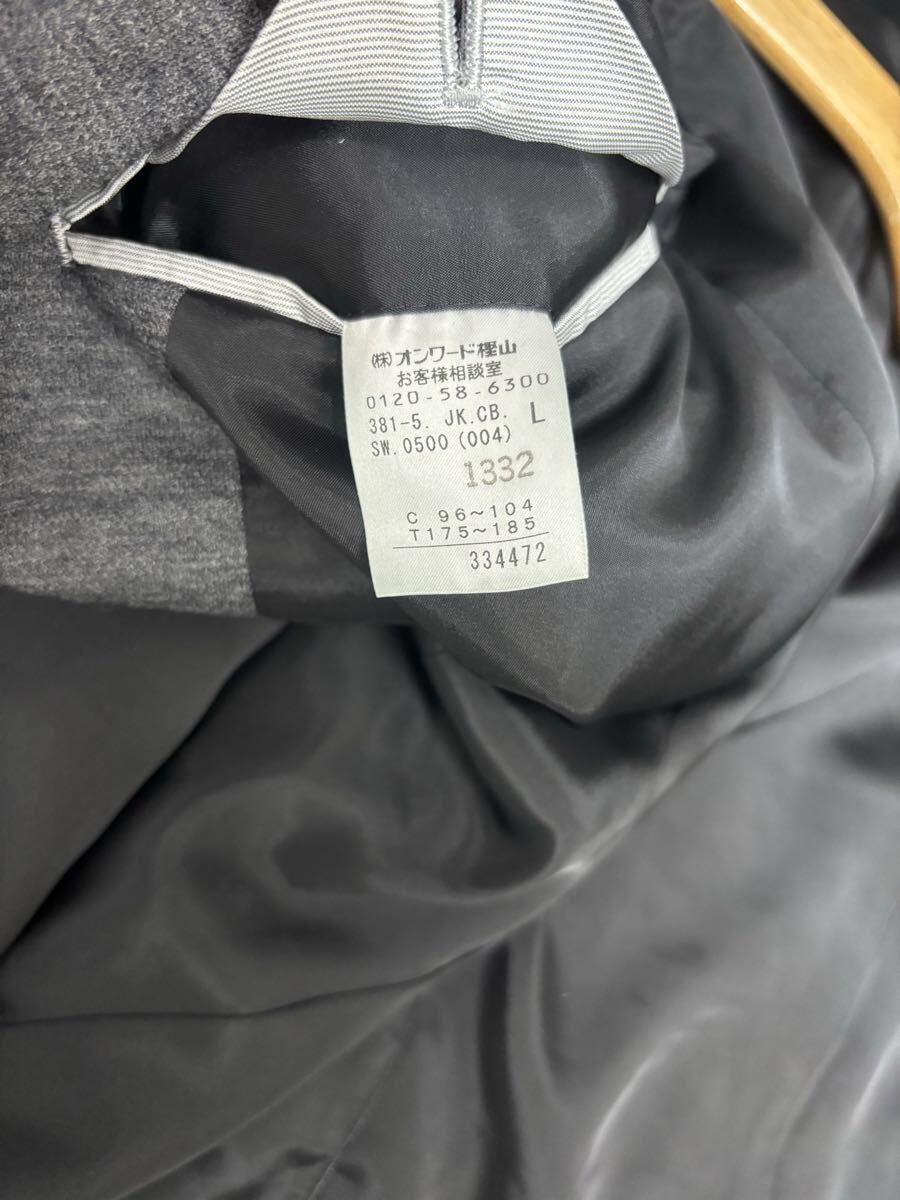 (株)オンワード樫山
お客様相談室
0120-58-6300
381-5. JK.CB. L
SW.0500 (004)
1332
C 96~104
T175~185
334472